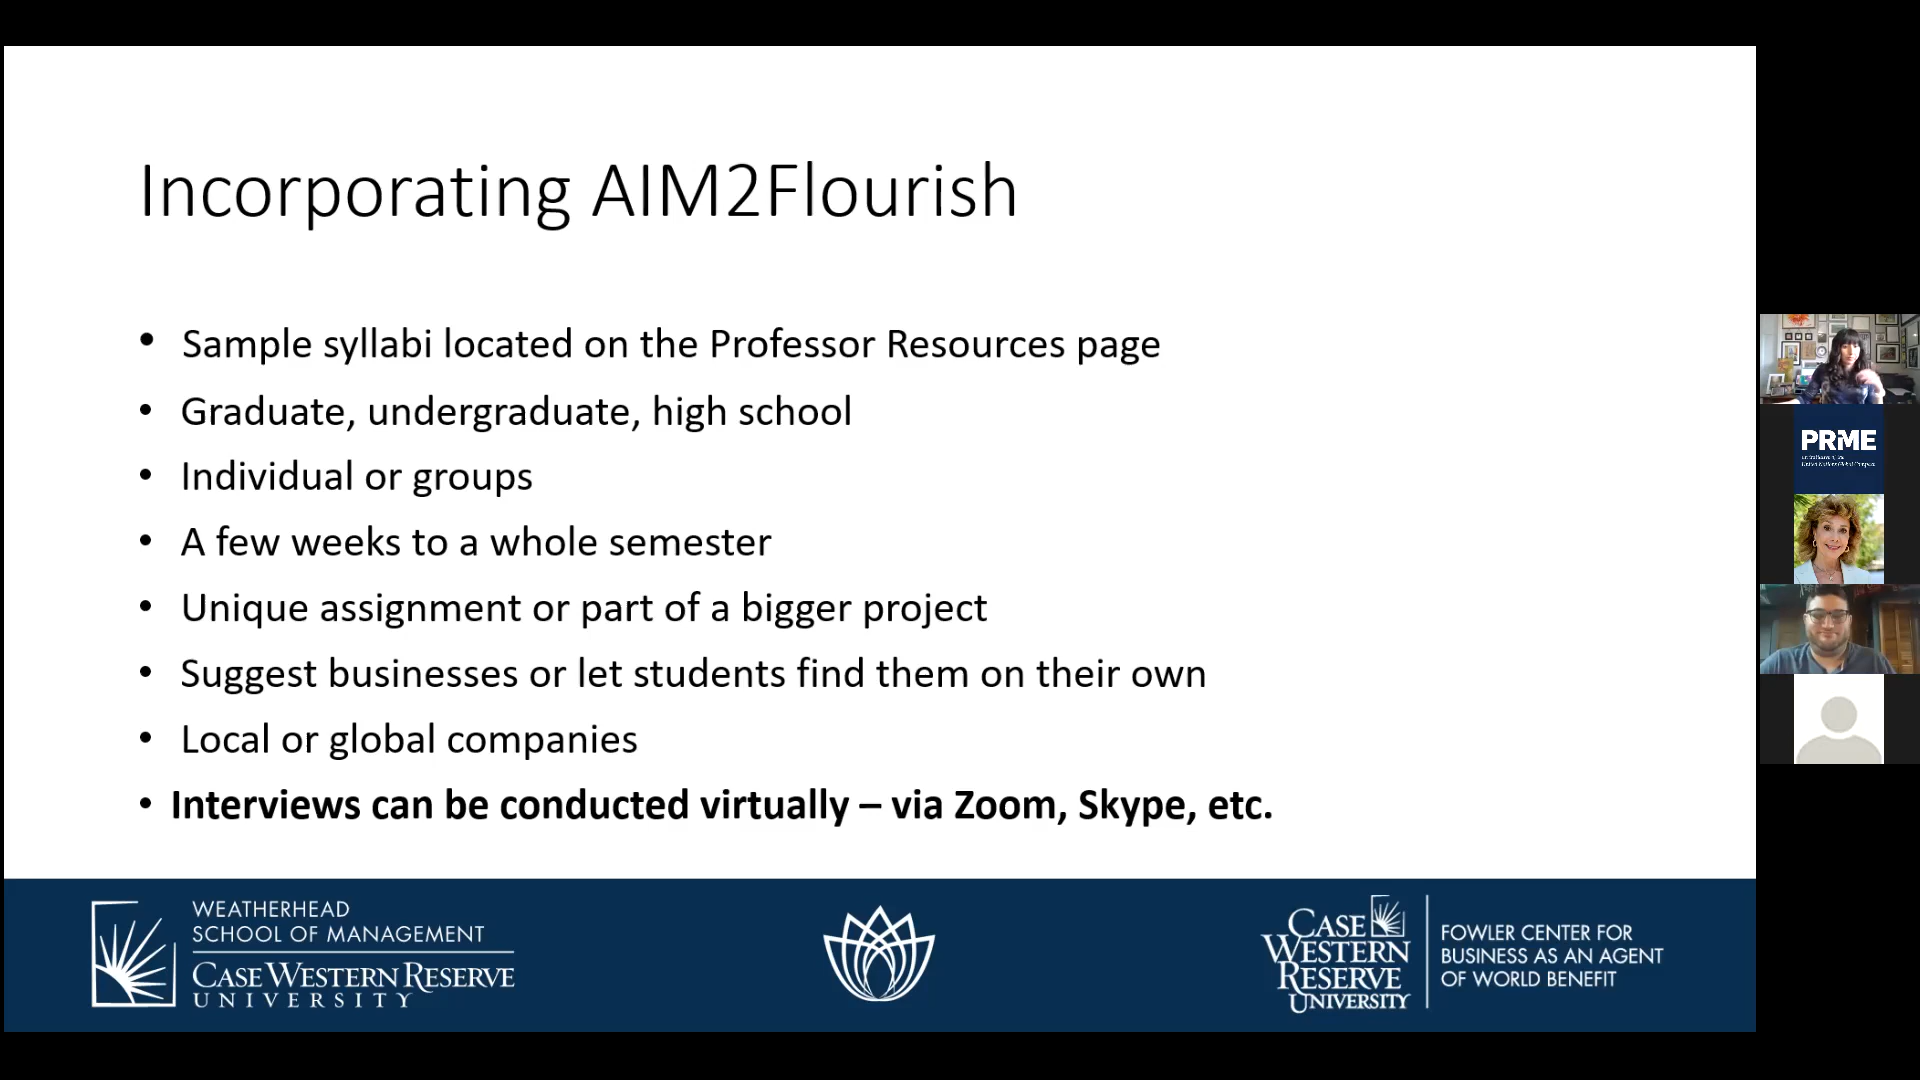 Incorporating AIM2Flourish
• Sample syllabi located on the Professor Resources page
• Graduate, undergraduate, high school
• Individual or groups
• A few weeks to a whole semester
• Unique assignment or part of a bigger project
• Suggest businesses or let students find them on their own
• Local or global companies
• Interviews can be conducted virtually – via Zoom, Skype, etc.
WEATHERHEAD
SCHOOL OF MANAGEMENT
CASE WESTERN RESERVE
UNIVERSITY
CASE
WESTERN
RESERVE
UNIVERSITY
FOWLER CENTER FOR
BUSINESS AS AN AGENT
OF WORLD BENEFIT
PRME